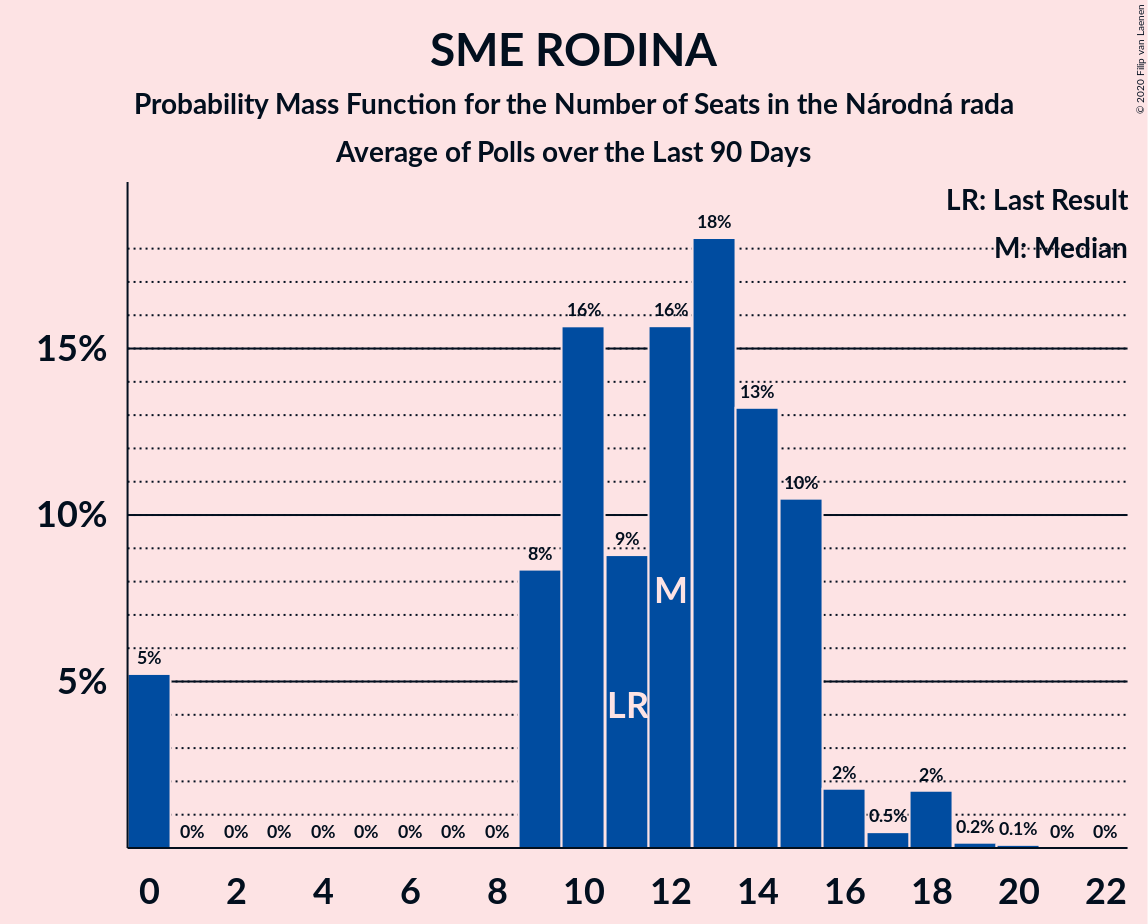 SME RODINA
Probability Mass Function for the Number of Seats in the Národná rada
Average of Polls over the Last 90 Days
© 2020 Filip van Laenen
LR: Last Result
M: Median
15%
10%
5%
5% 0% 0% 0% 0% 0% 0% 0% 0% 8% 16% 9% 16% 18% 13% 10% 2% 0.5% 2% 0.2% 0.1% 0% 0%
M
LR
0 2 4 6 8 10 12 14 16 18 20 22